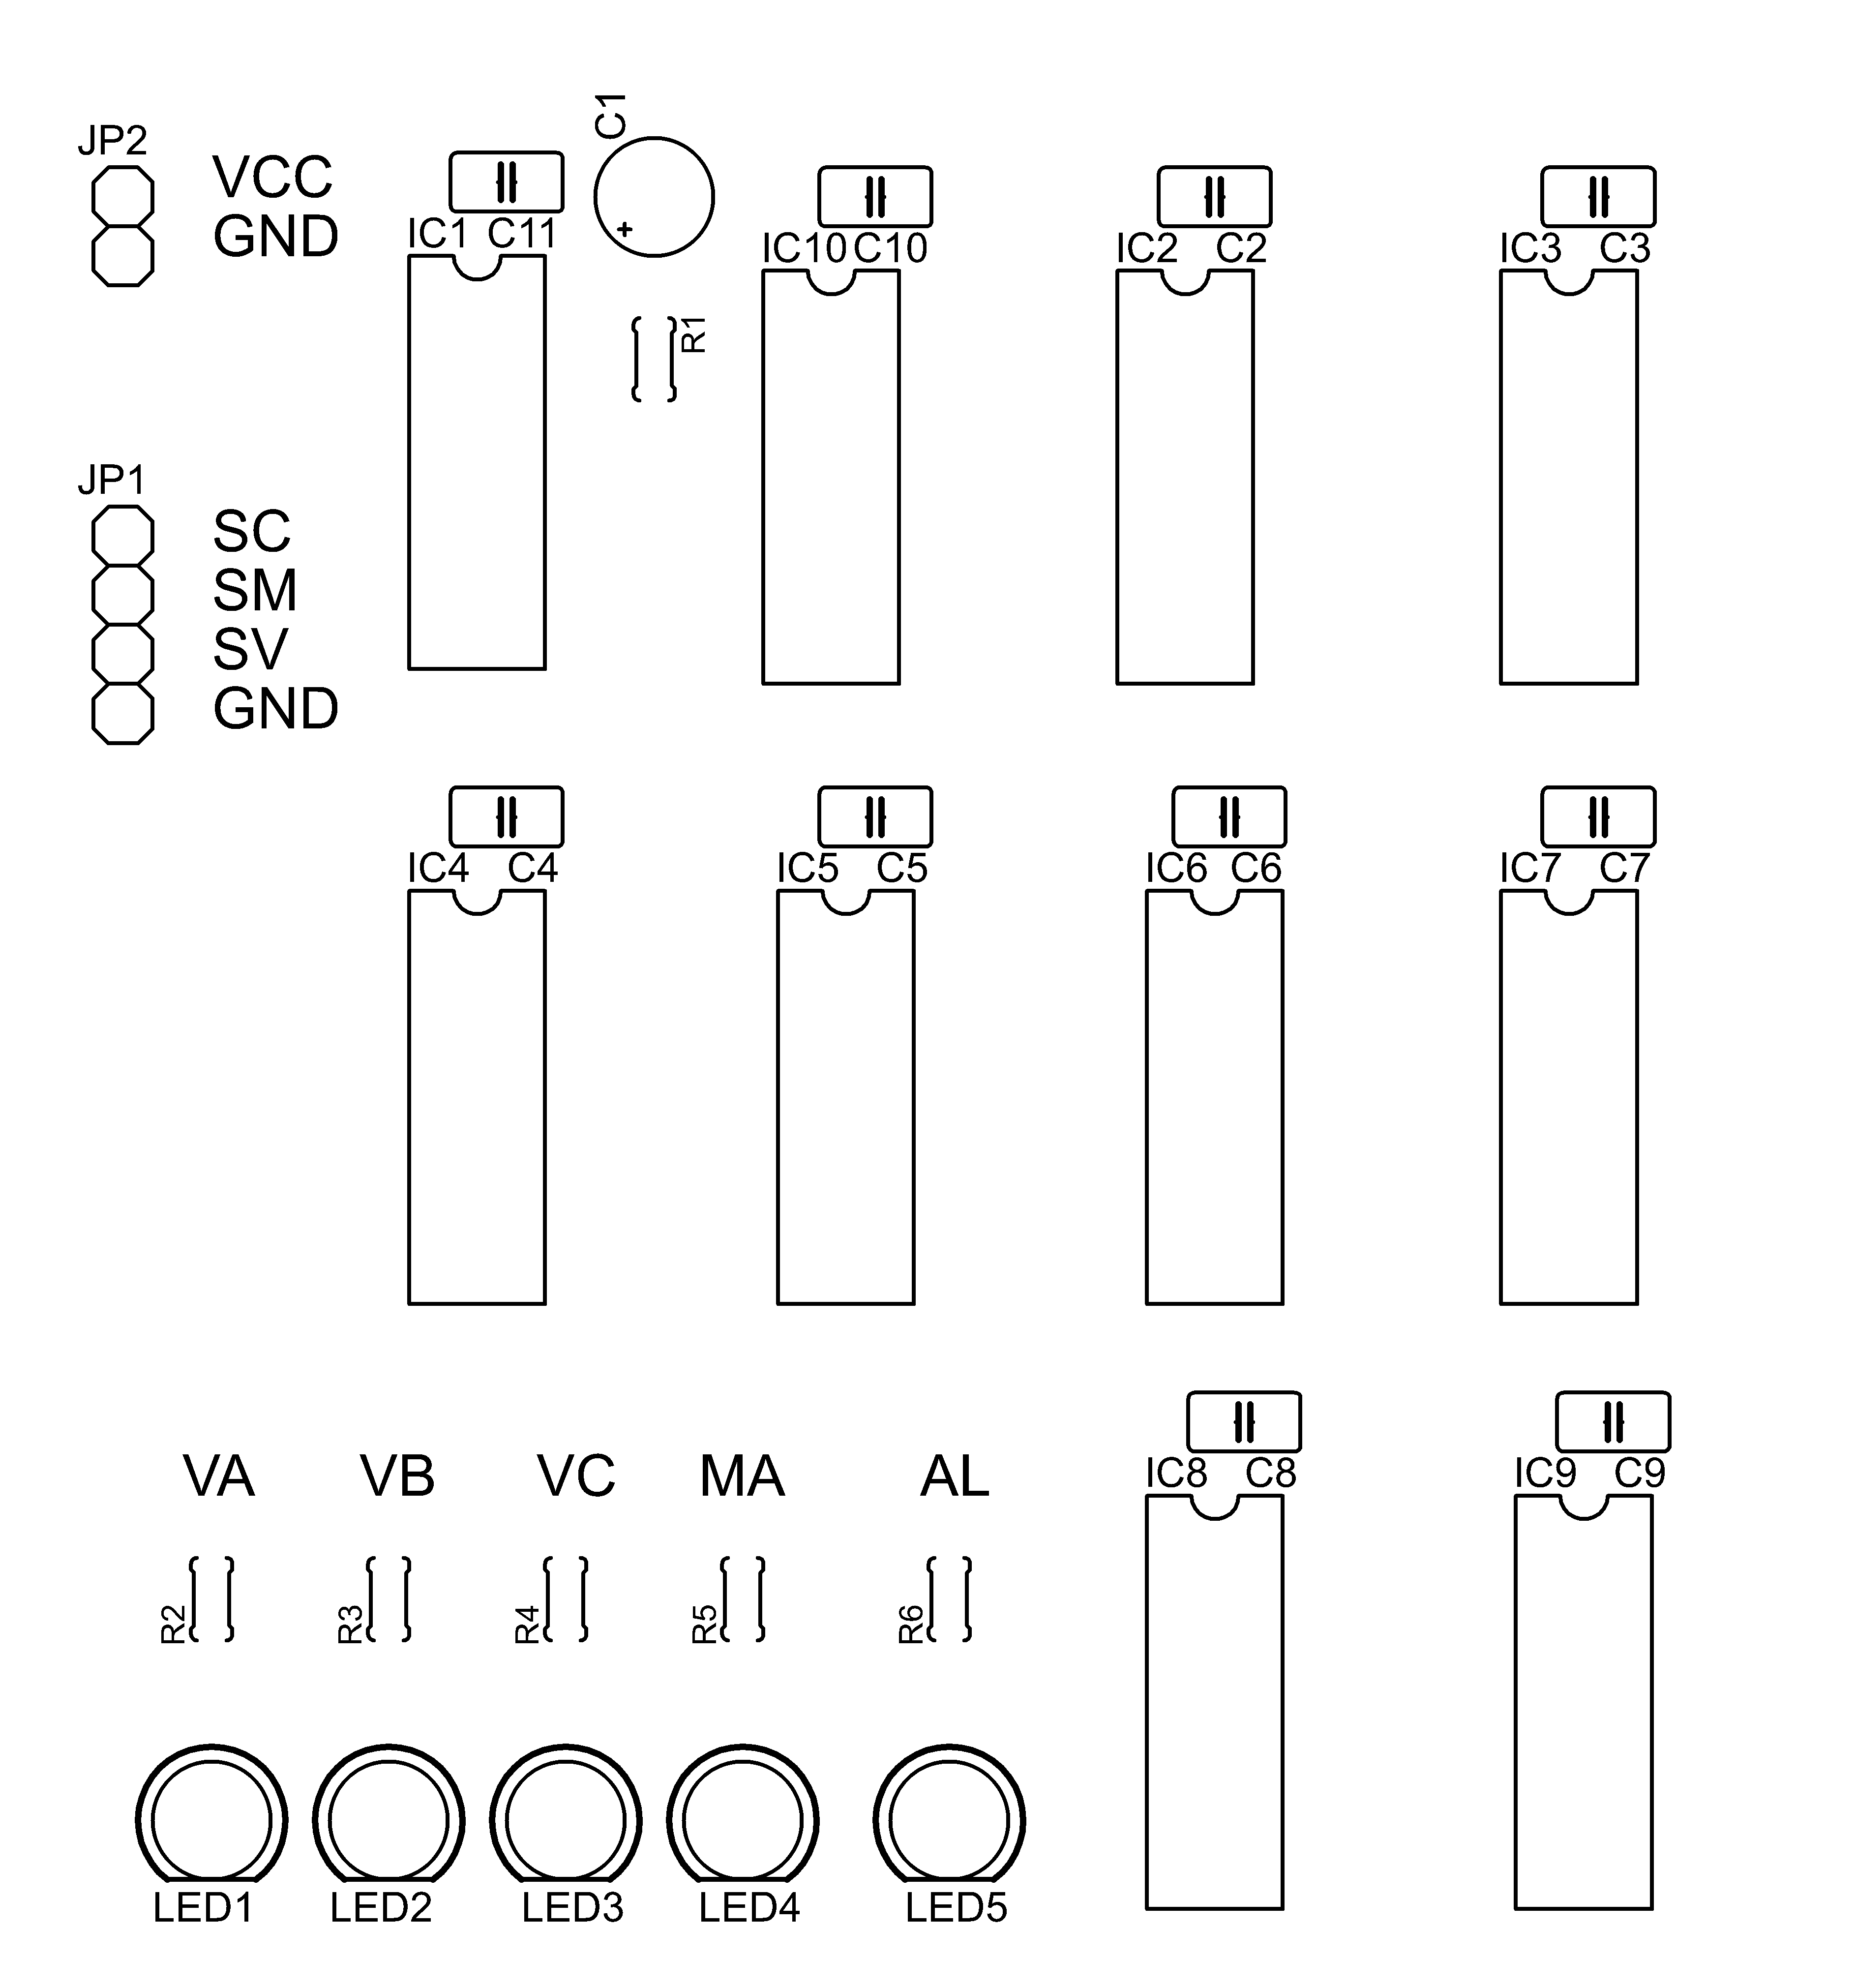 C1
JP2
VCC
GND
IC1 C11
IC10 C10
IC2 C2
IC3 C3
R1
JP1
SC
SM
SV
GND
IC4 C4
IC5 C5
IC6 C6
IC7 C7
IC8 C8
IC9 C9
VA VB VC MA AL
R2 R3 R4 R5 R6
LED1 LED2 LED3 LED4 LED5